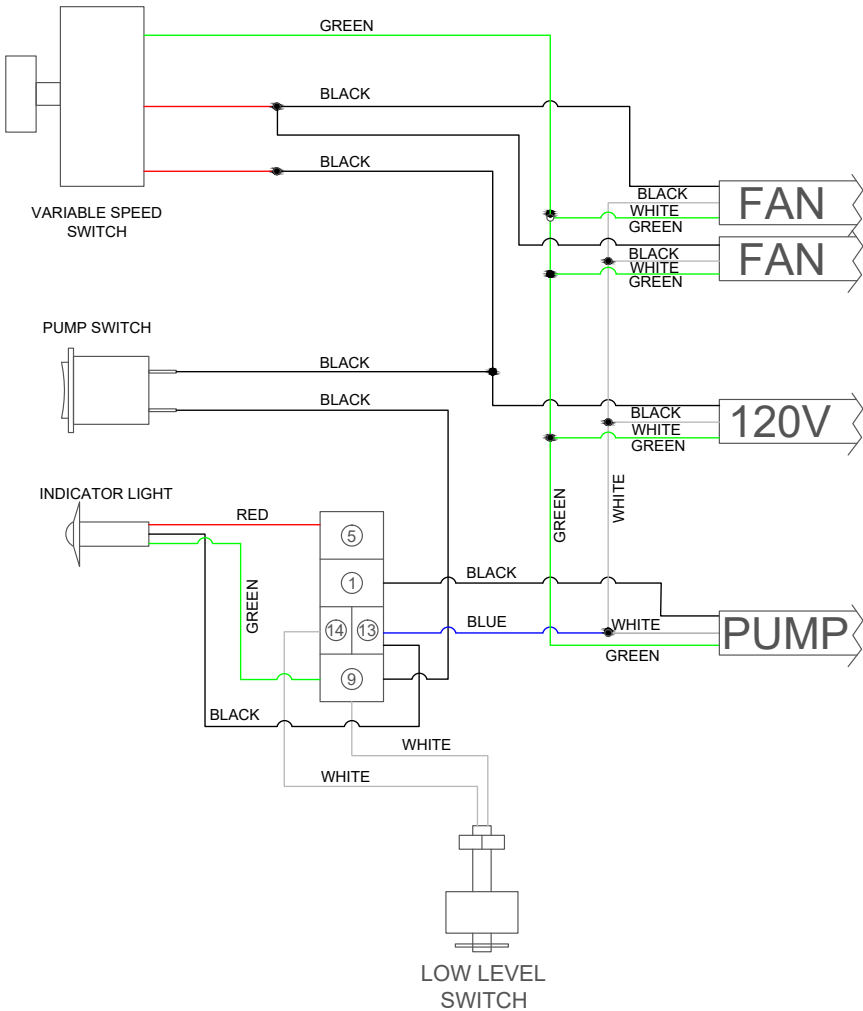 GREEN
BLACK
BLACK
VARIABLE SPEED
SWITCH
BLACK
WHITE
GREEN
FAN
BLACK
WHITE
GREEN
FAN
PUMP SWITCH
BLACK
BLACK
BLACK
WHITE
GREEN
120V
INDICATOR LIGHT
RED
GREEN
WHITE
5
1
BLACK
GREEN
14
13
BLUE
WHITE
GREEN
PUMP
9
BLACK
WHITE
WHITE
LOW LEVEL
SWITCH